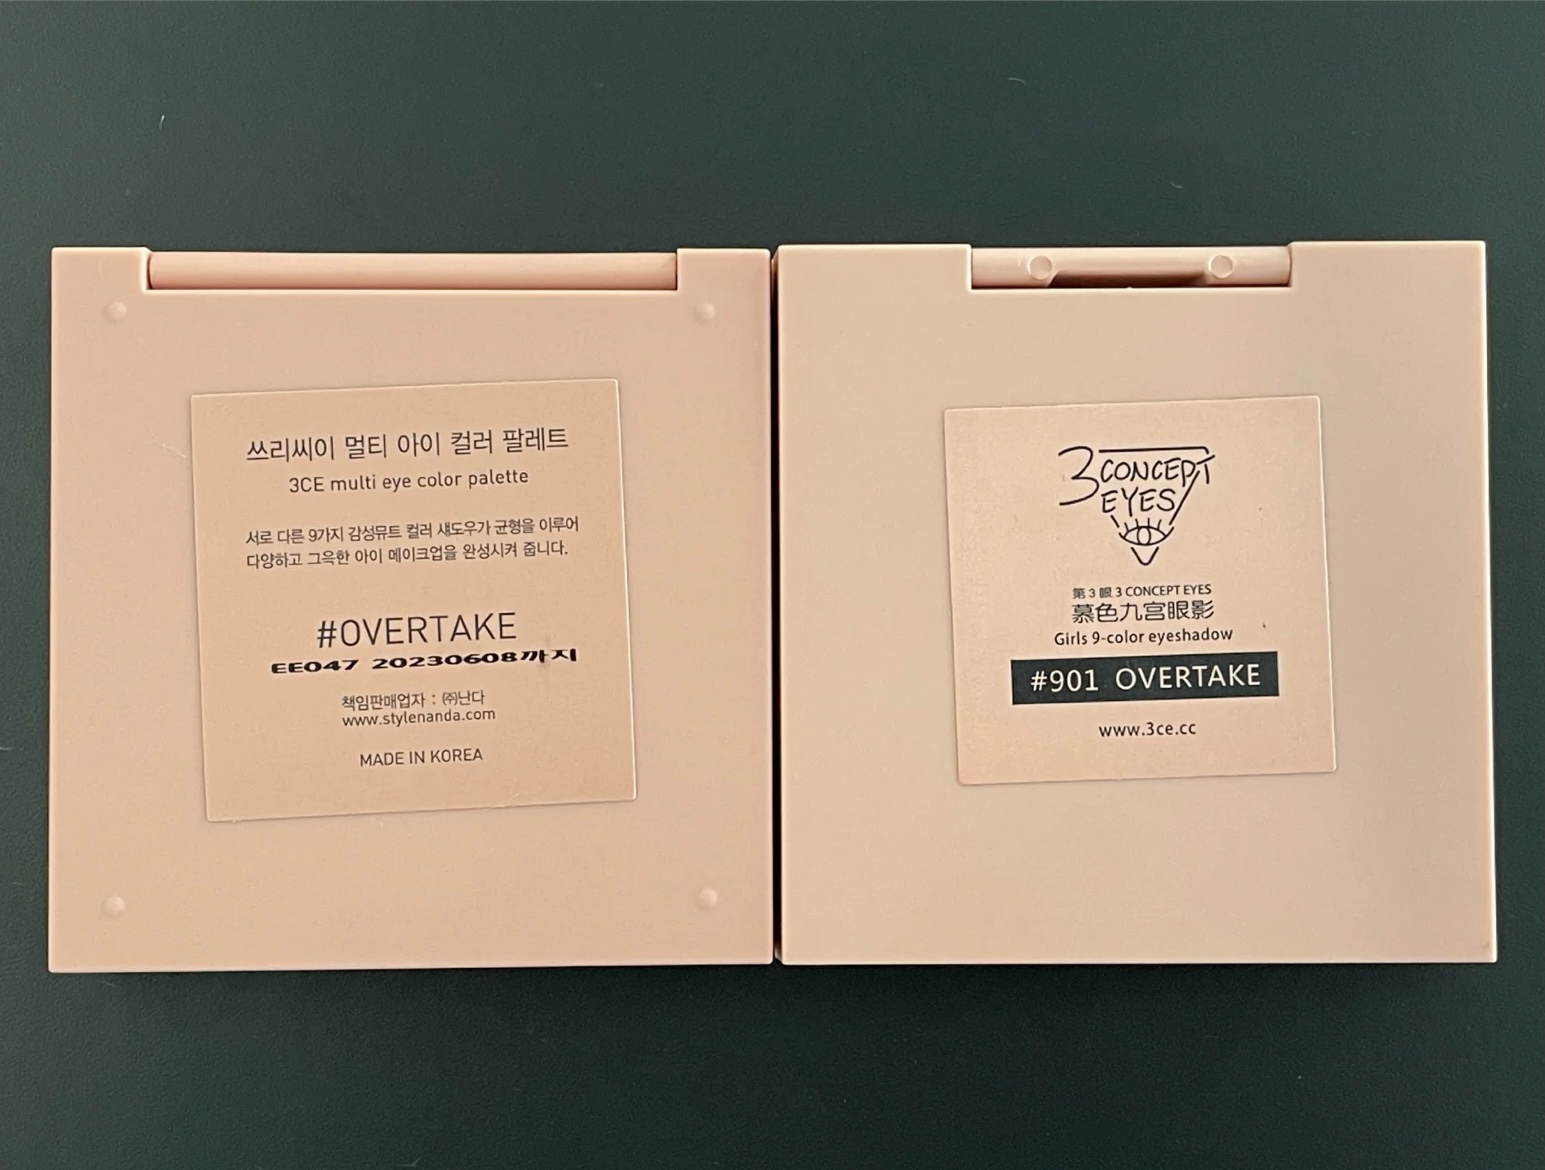 쓰리씨이 멀티 아이 컬러 팔레트
3CE multi eye color palette
서로 다른 9가지 감성뮤트 컬러 섀도우가 균형을 이루어
다양하고 그윽한 아이 메이크업을 완성시켜 줍니다.
#OVERTAKE
EE047 20230608까지
책임판매업자 : ㈜난다
www.stylenanda.com
MADE IN KOREA
3 CONCEPT
EYES
第3眼 3 CONCEPT EYES
慕色九宫眼影
Girls 9-color eyeshadow
#901 OVERTAKE
www.3ce.cc